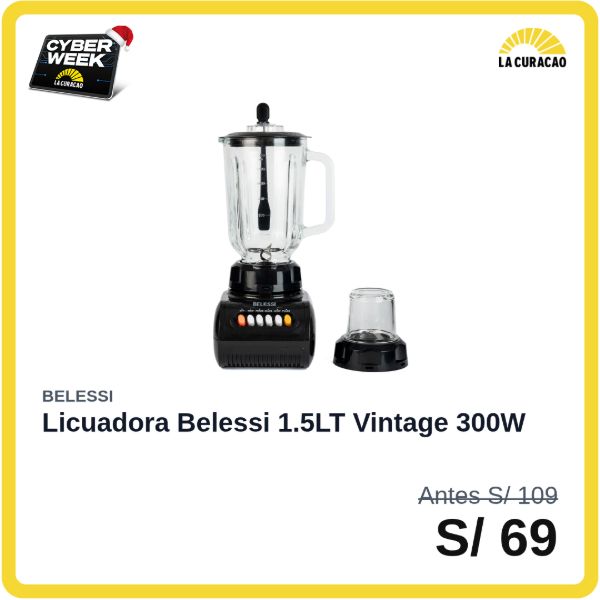 CYBER
WEEK
LA CURACAO
LA CURACAO
BELESSI
BELESSI
Licuadora Belessi 1.5LT Vintage 300W
Antes S/ 109
S/ 69